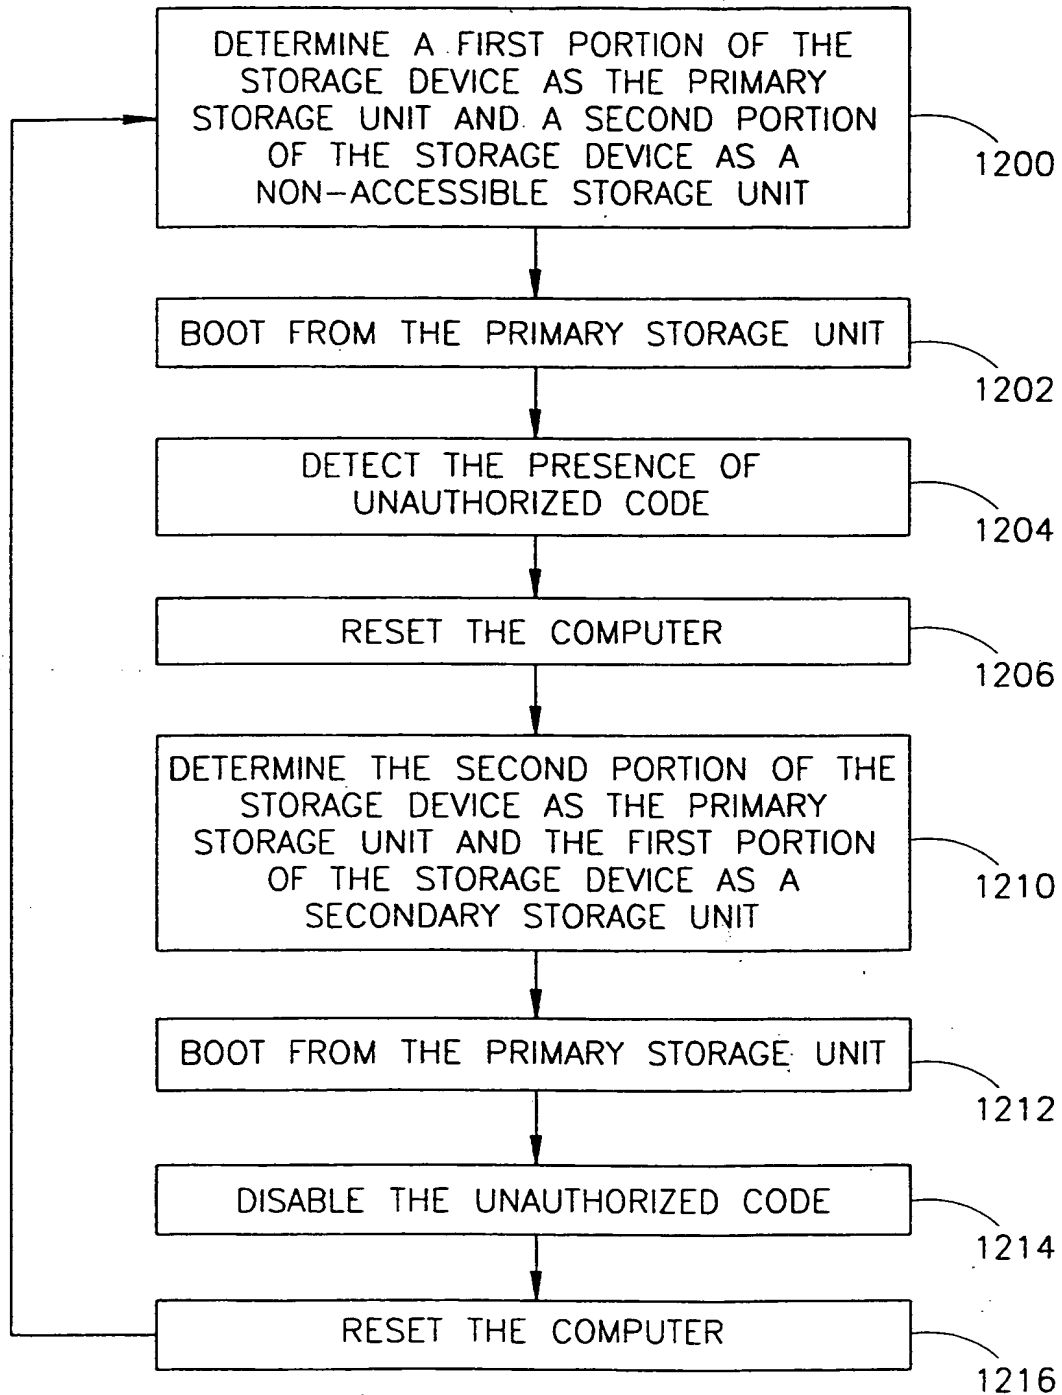 DETERMINE A FIRST PORTION OF THE
STORAGE DEVICE AS THE PRIMARY
STORAGE UNIT AND A SECOND PORTION
OF THE STORAGE DEVICE AS A
NON-ACCESSIBLE STORAGE UNIT
1200
BOOT FROM THE PRIMARY STORAGE UNIT
1202
DETECT THE PRESENCE OF
UNAUTHORIZED CODE
1204
RESET THE COMPUTER
1206
DETERMINE THE SECOND PORTION OF THE
STORAGE DEVICE AS THE PRIMARY
STORAGE UNIT AND THE FIRST PORTION
OF THE STORAGE DEVICE AS A
SECONDARY STORAGE UNIT
1210
BOOT FROM THE PRIMARY STORAGE UNIT
1212
DISABLE THE UNAUTHORIZED CODE
1214
RESET THE COMPUTER
1216